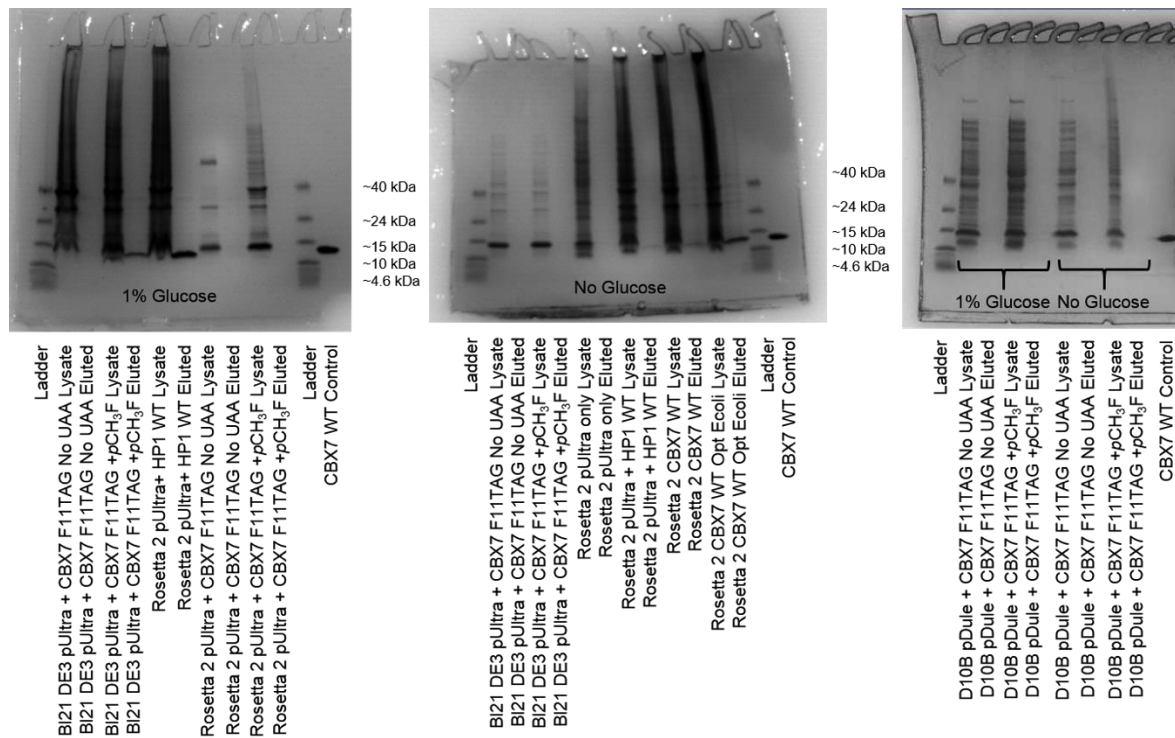 ~40 kDa
~24 kDa
~15 kDa
~10 kDa
~4.6 kDa
1% Glucose
Ladder
Bl21 DE3 pUltra + CBX7 F11TAG No UAA Lysate
Bl21 DE3 pUltra + CBX7 F11TAG No UAA Eluted
Bl21 DE3 pUltra + CBX7 F11TAG +pCH₃F Lysate
Bl21 DE3 pUltra + CBX7 F11TAG +pCH₃F Eluted
Rosetta 2 pUltra+ HP1 WT Lysate
Rosetta 2 pUltra+ HP1 WT Eluted
Rosetta 2 pUltra + CBX7 F11TAG No UAA Lysate
Rosetta 2 pUltra + CBX7 F11TAG No UAA Eluted
Rosetta 2 pUltra + CBX7 F11TAG +pCH₃F Lysate
Rosetta 2 pUltra + CBX7 F11TAG +pCH₃F Eluted
Ladder
CBX7 WT Control
~40 kDa
~24 kDa
~15 kDa
~10 kDa
~4.6 kDa
No Glucose
Ladder
Bl21 DE3 pUltra + CBX7 F11TAG No UAA Lysate
Bl21 DE3 pUltra + CBX7 F11TAG No UAA Eluted
Bl21 DE3 pUltra + CBX7 F11TAG +pCH₃F Lysate
Bl21 DE3 pUltra + CBX7 F11TAG +pCH₃F Eluted
Rosetta 2 pUltra only Lysate
Rosetta 2 pUltra only Eluted
Rosetta 2 pUltra + HP1 WT Lysate
Rosetta 2 pUltra + HP1 WT Eluted
Rosetta 2 CBX7 WT Lysate
Rosetta 2 CBX7 WT Eluted
Rosetta 2 CBX7 WT Opt Ecoli Lysate
Rosetta 2 CBX7 WT Opt Ecoli Eluted
Ladder
CBX7 WT Control
1% Glucose
No Glucose
Ladder
D10B pDule + CBX7 F11TAG No UAA Lysate
D10B pDule + CBX7 F11TAG No UAA Eluted
D10B pDule + CBX7 F11TAG +pCH₃F Lysate
D10B pDule + CBX7 F11TAG +pCH₃F Eluted
D10B pDule + CBX7 F11TAG No UAA Lysate
D10B pDule + CBX7 F11TAG No UAA Eluted
D10B pDule + CBX7 F11TAG +pCH₃F Lysate
D10B pDule + CBX7 F11TAG +pCH₃F Eluted
CBX7 WT Control